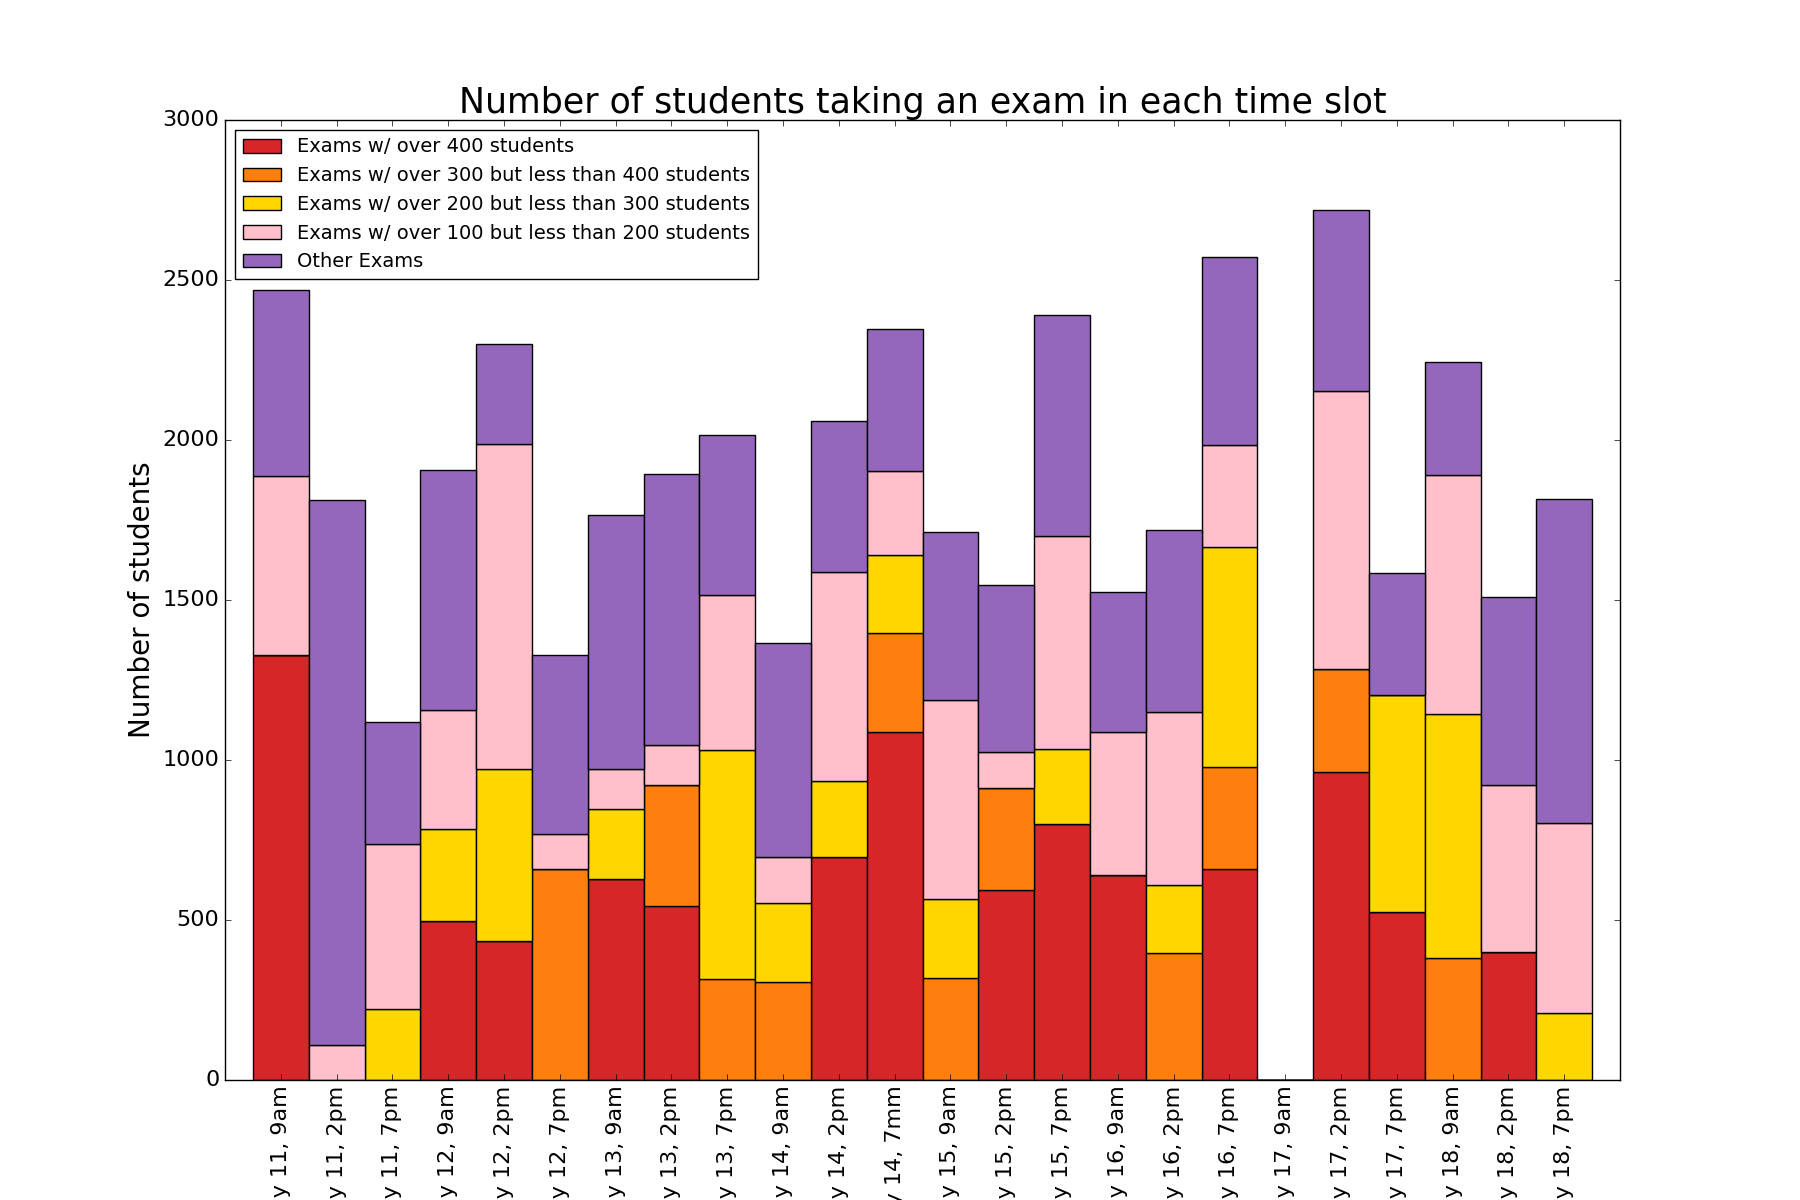 Number of students taking an exam in each time slot
Exams w/ over 400 students
Exams w/ over 300 but less than 400 students
Exams w/ over 200 but less than 300 students
Exams w/ over 100 but less than 200 students
Other Exams
Number of students
3000
2500
2000
1500
1000
500
0
y 11, 9am
y 11, 2pm
y 11, 7pm
y 12, 9am
y 12, 2pm
y 12, 7pm
y 13, 9am
y 13, 2pm
y 13, 7pm
y 14, 9am
y 14, 2pm
y 14, 7mm
y 15, 9am
y 15, 2pm
y 15, 7pm
y 16, 9am
y 16, 2pm
y 16, 7pm
y 17, 9am
y 17, 2pm
y 17, 7pm
y 18, 9am
y 18, 2pm
y 18, 7pm